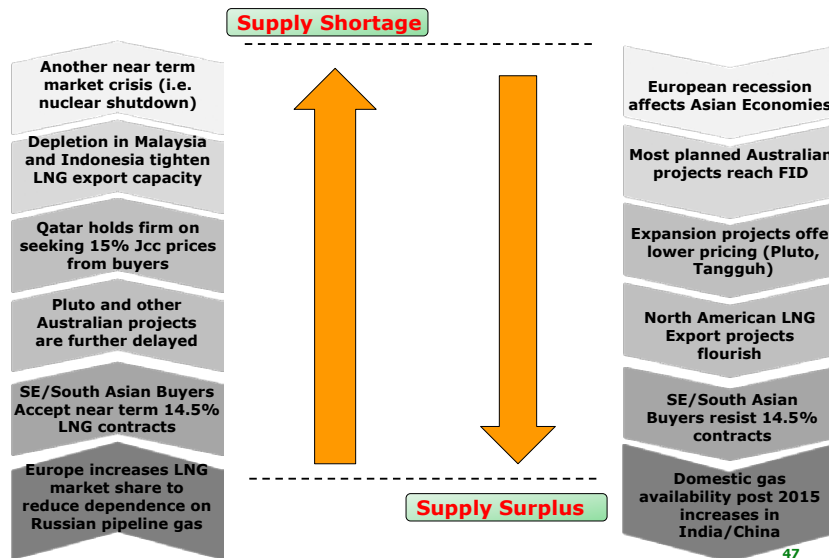 Supply Shortage
Another near term
market crisis (i.e.
nuclear shutdown)
Depletion in Malaysia
and Indonesia tighten
LNG export capacity
Qatar holds firm on
seeking 15% Jcc prices
from buyers
Pluto and other
Australian projects
are further delayed
SE/South Asian Buyers
Accept near term 14.5%
LNG contracts
Europe increases LNG
market share to
reduce dependence on
Russian pipeline gas
European recession
affects Asian Economies
Most planned Australian
projects reach FID
Expansion projects offe
lower pricing (Pluto,
Tangguh)
North American LNG
Export projects
flourish
SE/South Asian
Buyers resist 14.5%
contracts
Domestic gas
availability post 2015
increases in
India/China
Supply Surplus
47